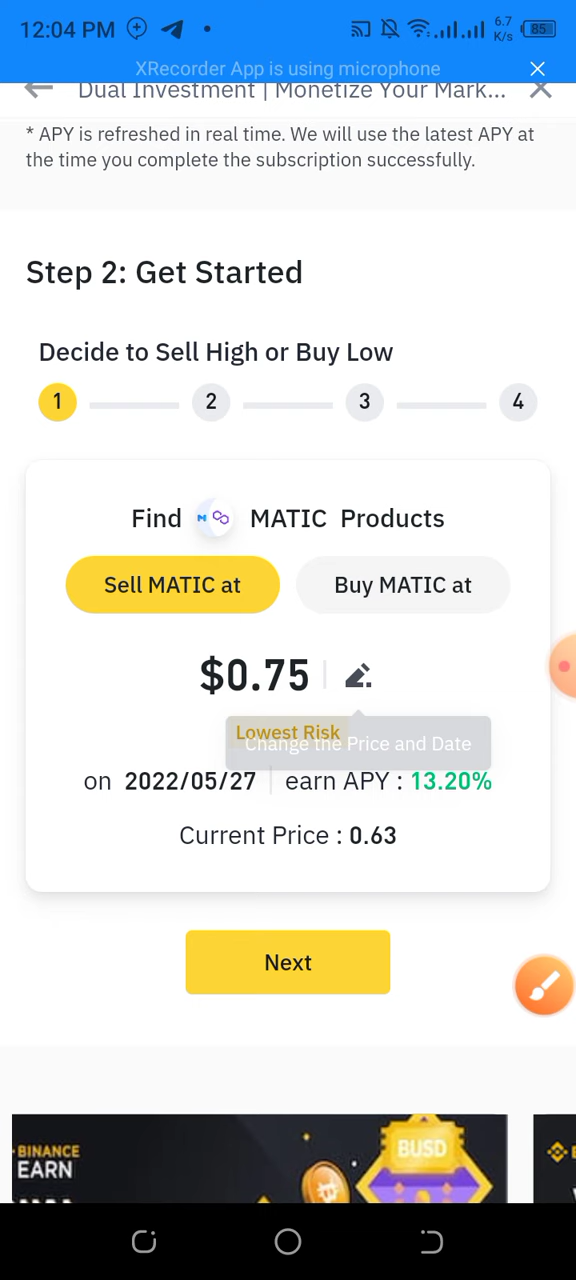 12:04 PM 6.7 K/s 85
XRecorder App is using microphone
Dual Investment | Monetize Your Mark...
* APY is refreshed in real time. We will use the latest APY at
the time you complete the subscription successfully.
Step 2: Get Started
Decide to Sell High or Buy Low
1 2 3 4
Find MATIC Products
Sell MATIC at Buy MATIC at
$0.75
Lowest Risk
Change the Price and Date
on 2022/05/27 earn APY : 13.20%
Current Price : 0.63
Next
BINANCE
EARN
BUSD